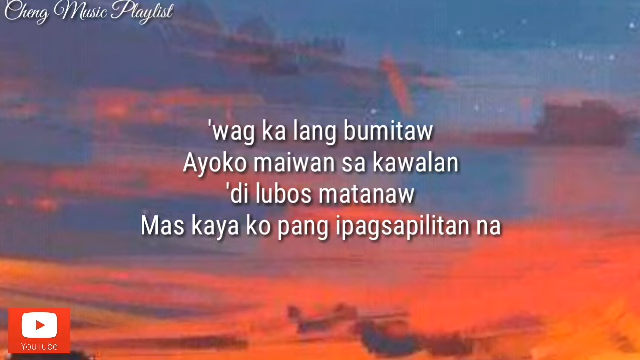 Cheng Music Playlist
'wag ka lang bumitaw
Ayoko maiwan sa kawalan
'di lubos matanaw
Mas kaya ko pang ipagsapilitan na
YouTube